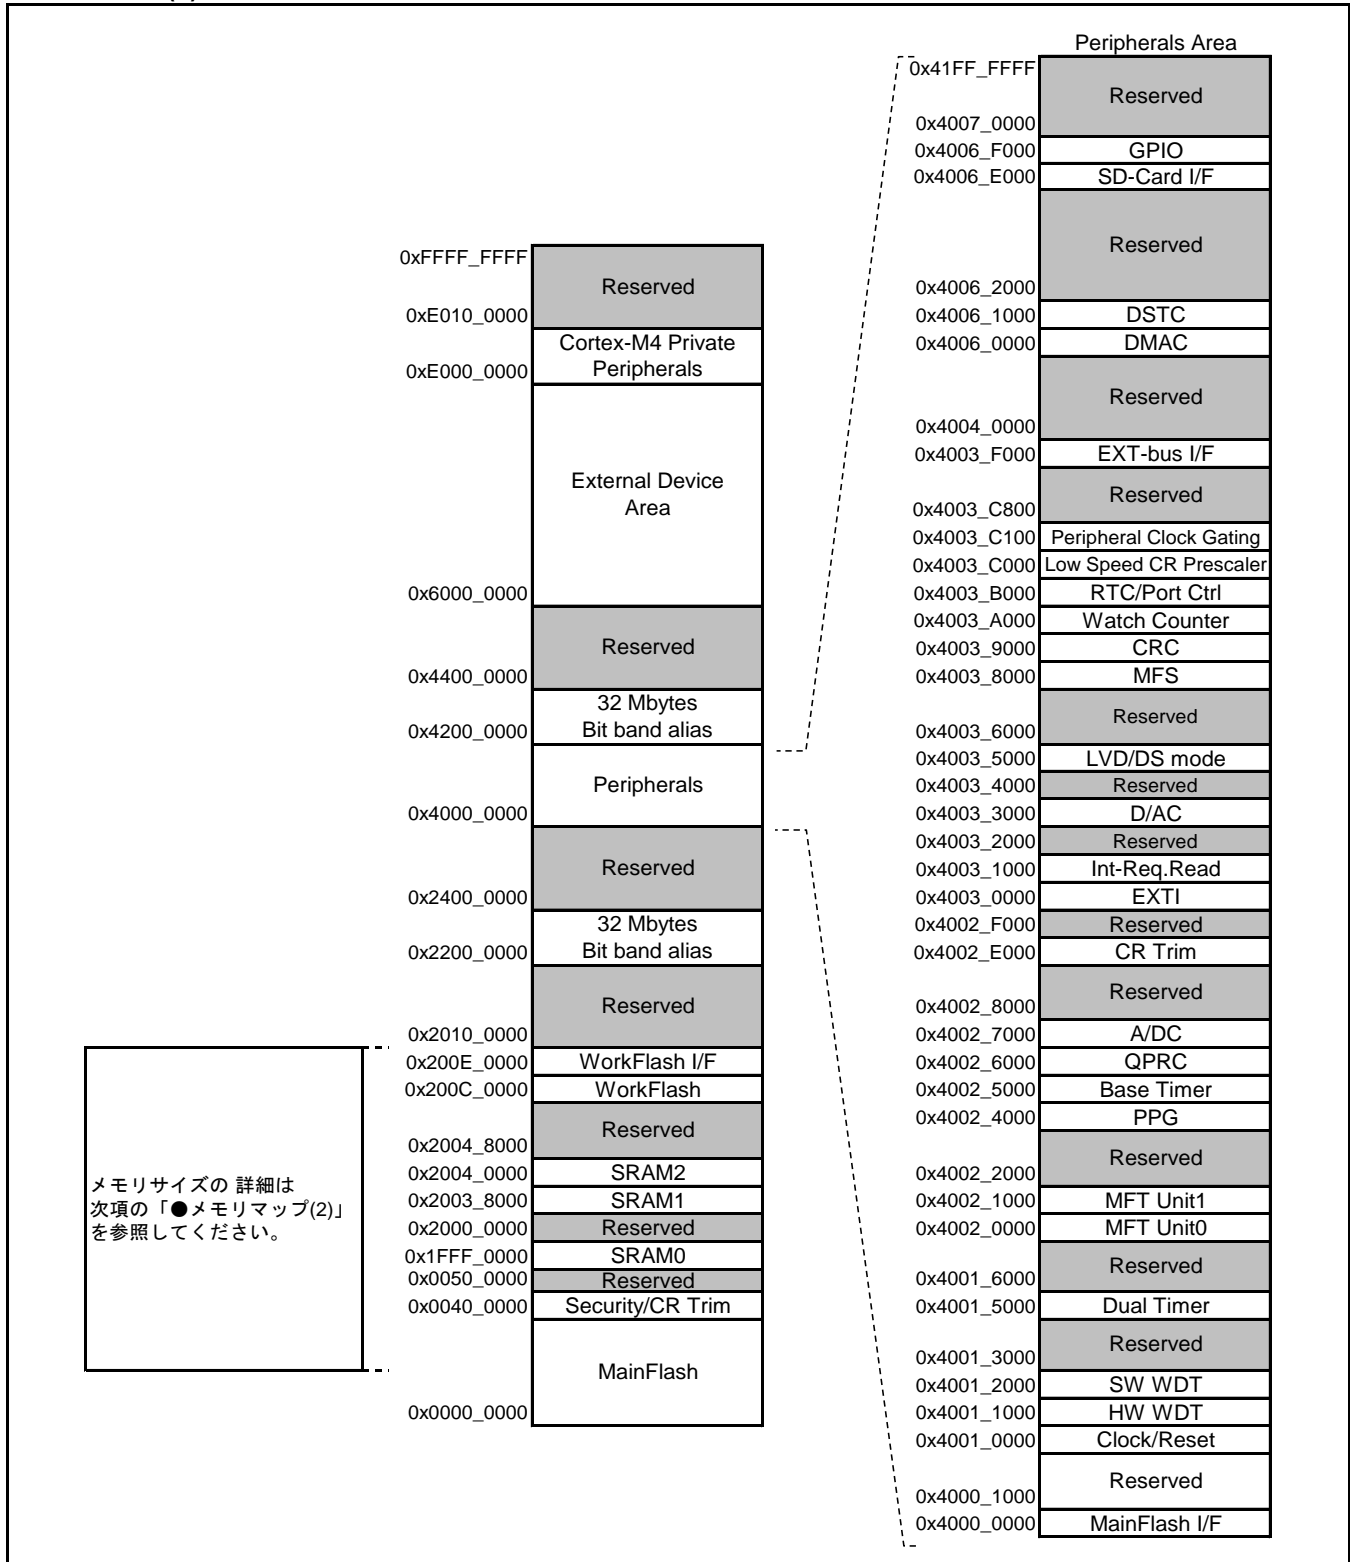 0xFFFF_FFFF
Reserved
0xE010_0000
Cortex-M4 Private
Peripherals
0xE000_0000
External Device
Area
0x6000_0000
Reserved
0x4400_0000
32 Mbytes
Bit band alias
0x4200_0000
Peripherals
0x4000_0000
Reserved
0x2400_0000
32 Mbytes
Bit band alias
0x2200_0000
Reserved
0x2010_0000
0x200E_0000 WorkFlash I/F
0x200C_0000 WorkFlash
Reserved
0x2004_8000
0x2004_0000 SRAM2
0x2003_8000 SRAM1
0x2000_0000 Reserved
0x1FFF_0000 SRAM0
0x0050_0000 Reserved
0x0040_0000 Security/CR Trim
MainFlash
0x0000_0000
メモリサイズの 詳細は
次項の「●メモリマップ(2)」
を参照してください。
Peripherals Area
0x41FF_FFFF
Reserved
0x4007_0000
0x4006_F000 GPIO
0x4006_E000 SD-Card I/F
Reserved
0x4006_2000
0x4006_1000 DSTC
0x4006_0000 DMAC
Reserved
0x4004_0000
0x4003_F000 EXT-bus I/F
Reserved
0x4003_C800
0x4003_C100 Peripheral Clock Gating
0x4003_C000 Low Speed CR Prescaler
0x4003_B000 RTC/Port Ctrl
0x4003_A000 Watch Counter
0x4003_9000 CRC
0x4003_8000 MFS
Reserved
0x4003_6000
0x4003_5000 LVD/DS mode
0x4003_4000 Reserved
0x4003_3000 D/AC
0x4003_2000 Reserved
0x4003_1000 Int-Req.Read
0x4003_0000 EXTI
0x4002_F000 Reserved
0x4002_E000 CR Trim
Reserved
0x4002_8000
0x4002_7000 A/DC
0x4002_6000 QPRC
0x4002_5000 Base Timer
0x4002_4000 PPG
Reserved
0x4002_2000
0x4002_1000 MFT Unit1
0x4002_0000 MFT Unit0
Reserved
0x4001_6000
0x4001_5000 Dual Timer
Reserved
0x4001_3000
0x4001_2000 SW WDT
0x4001_1000 HW WDT
0x4001_0000 Clock/Reset
Reserved
0x4000_1000
0x4000_0000 MainFlash I/F